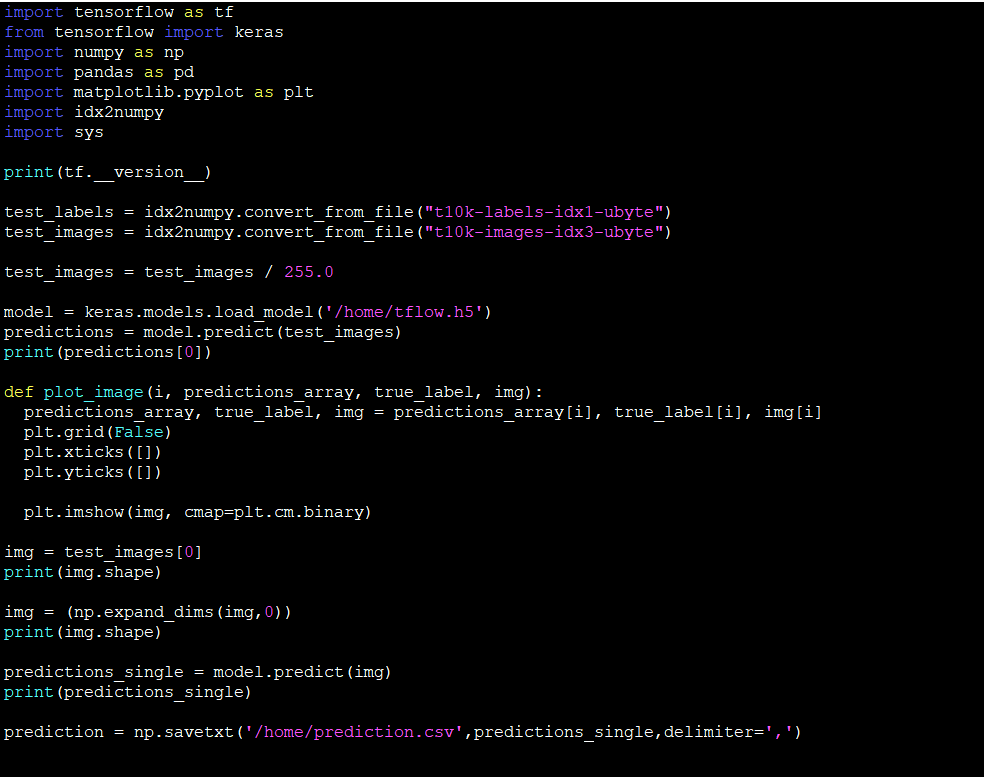 import tensorflow as tf
from tensorflow import keras
import numpy as np
import pandas as pd
import matplotlib.pyplot as plt
import idx2numpy
import sys

print(tf.__version__)

test_labels = idx2numpy.convert_from_file("t10k-labels-idx1-ubyte")
test_images = idx2numpy.convert_from_file("t10k-images-idx3-ubyte")

test_images = test_images / 255.0

model = keras.models.load_model('/home/tflow.h5')
predictions = model.predict(test_images)
print(predictions[0])

def plot_image(i, predictions_array, true_label, img):
  predictions_array, true_label, img = predictions_array[i], true_label[i], img[i]
  plt.grid(False)
  plt.xticks([])
  plt.yticks([])

  plt.imshow(img, cmap=plt.cm.binary)

img = test_images[0]
print(img.shape)

img = (np.expand_dims(img,0))
print(img.shape)

predictions_single = model.predict(img)
print(predictions_single)

prediction = np.savetxt('/home/prediction.csv',predictions_single,delimiter=',')